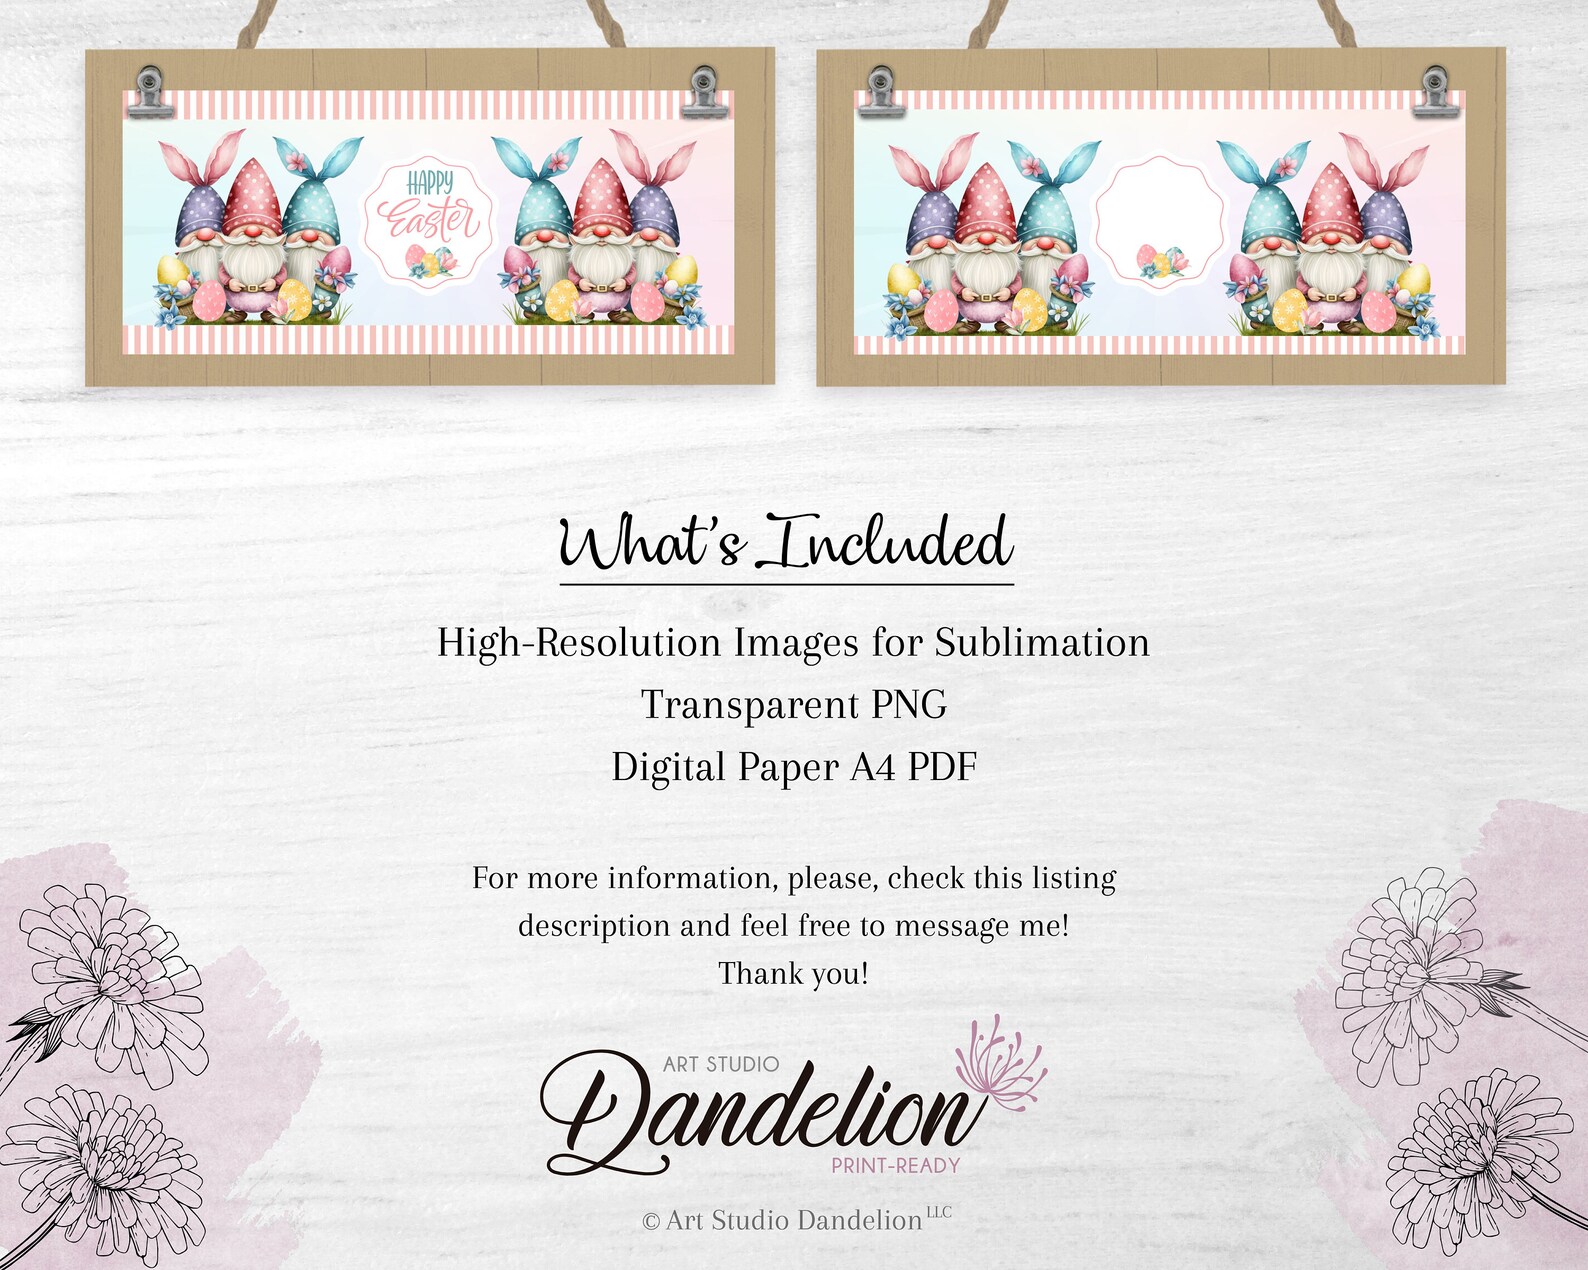 HAPPY
Easter
What's Included
High-Resolution Images for Sublimation
Transparent PNG
Digital Paper A4 PDF
For more information, please, check this listing
description and feel free to message me!
Thank you!
ART STUDIO
Dandelion
PRINT-READY
© Art Studio Dandelion LLC